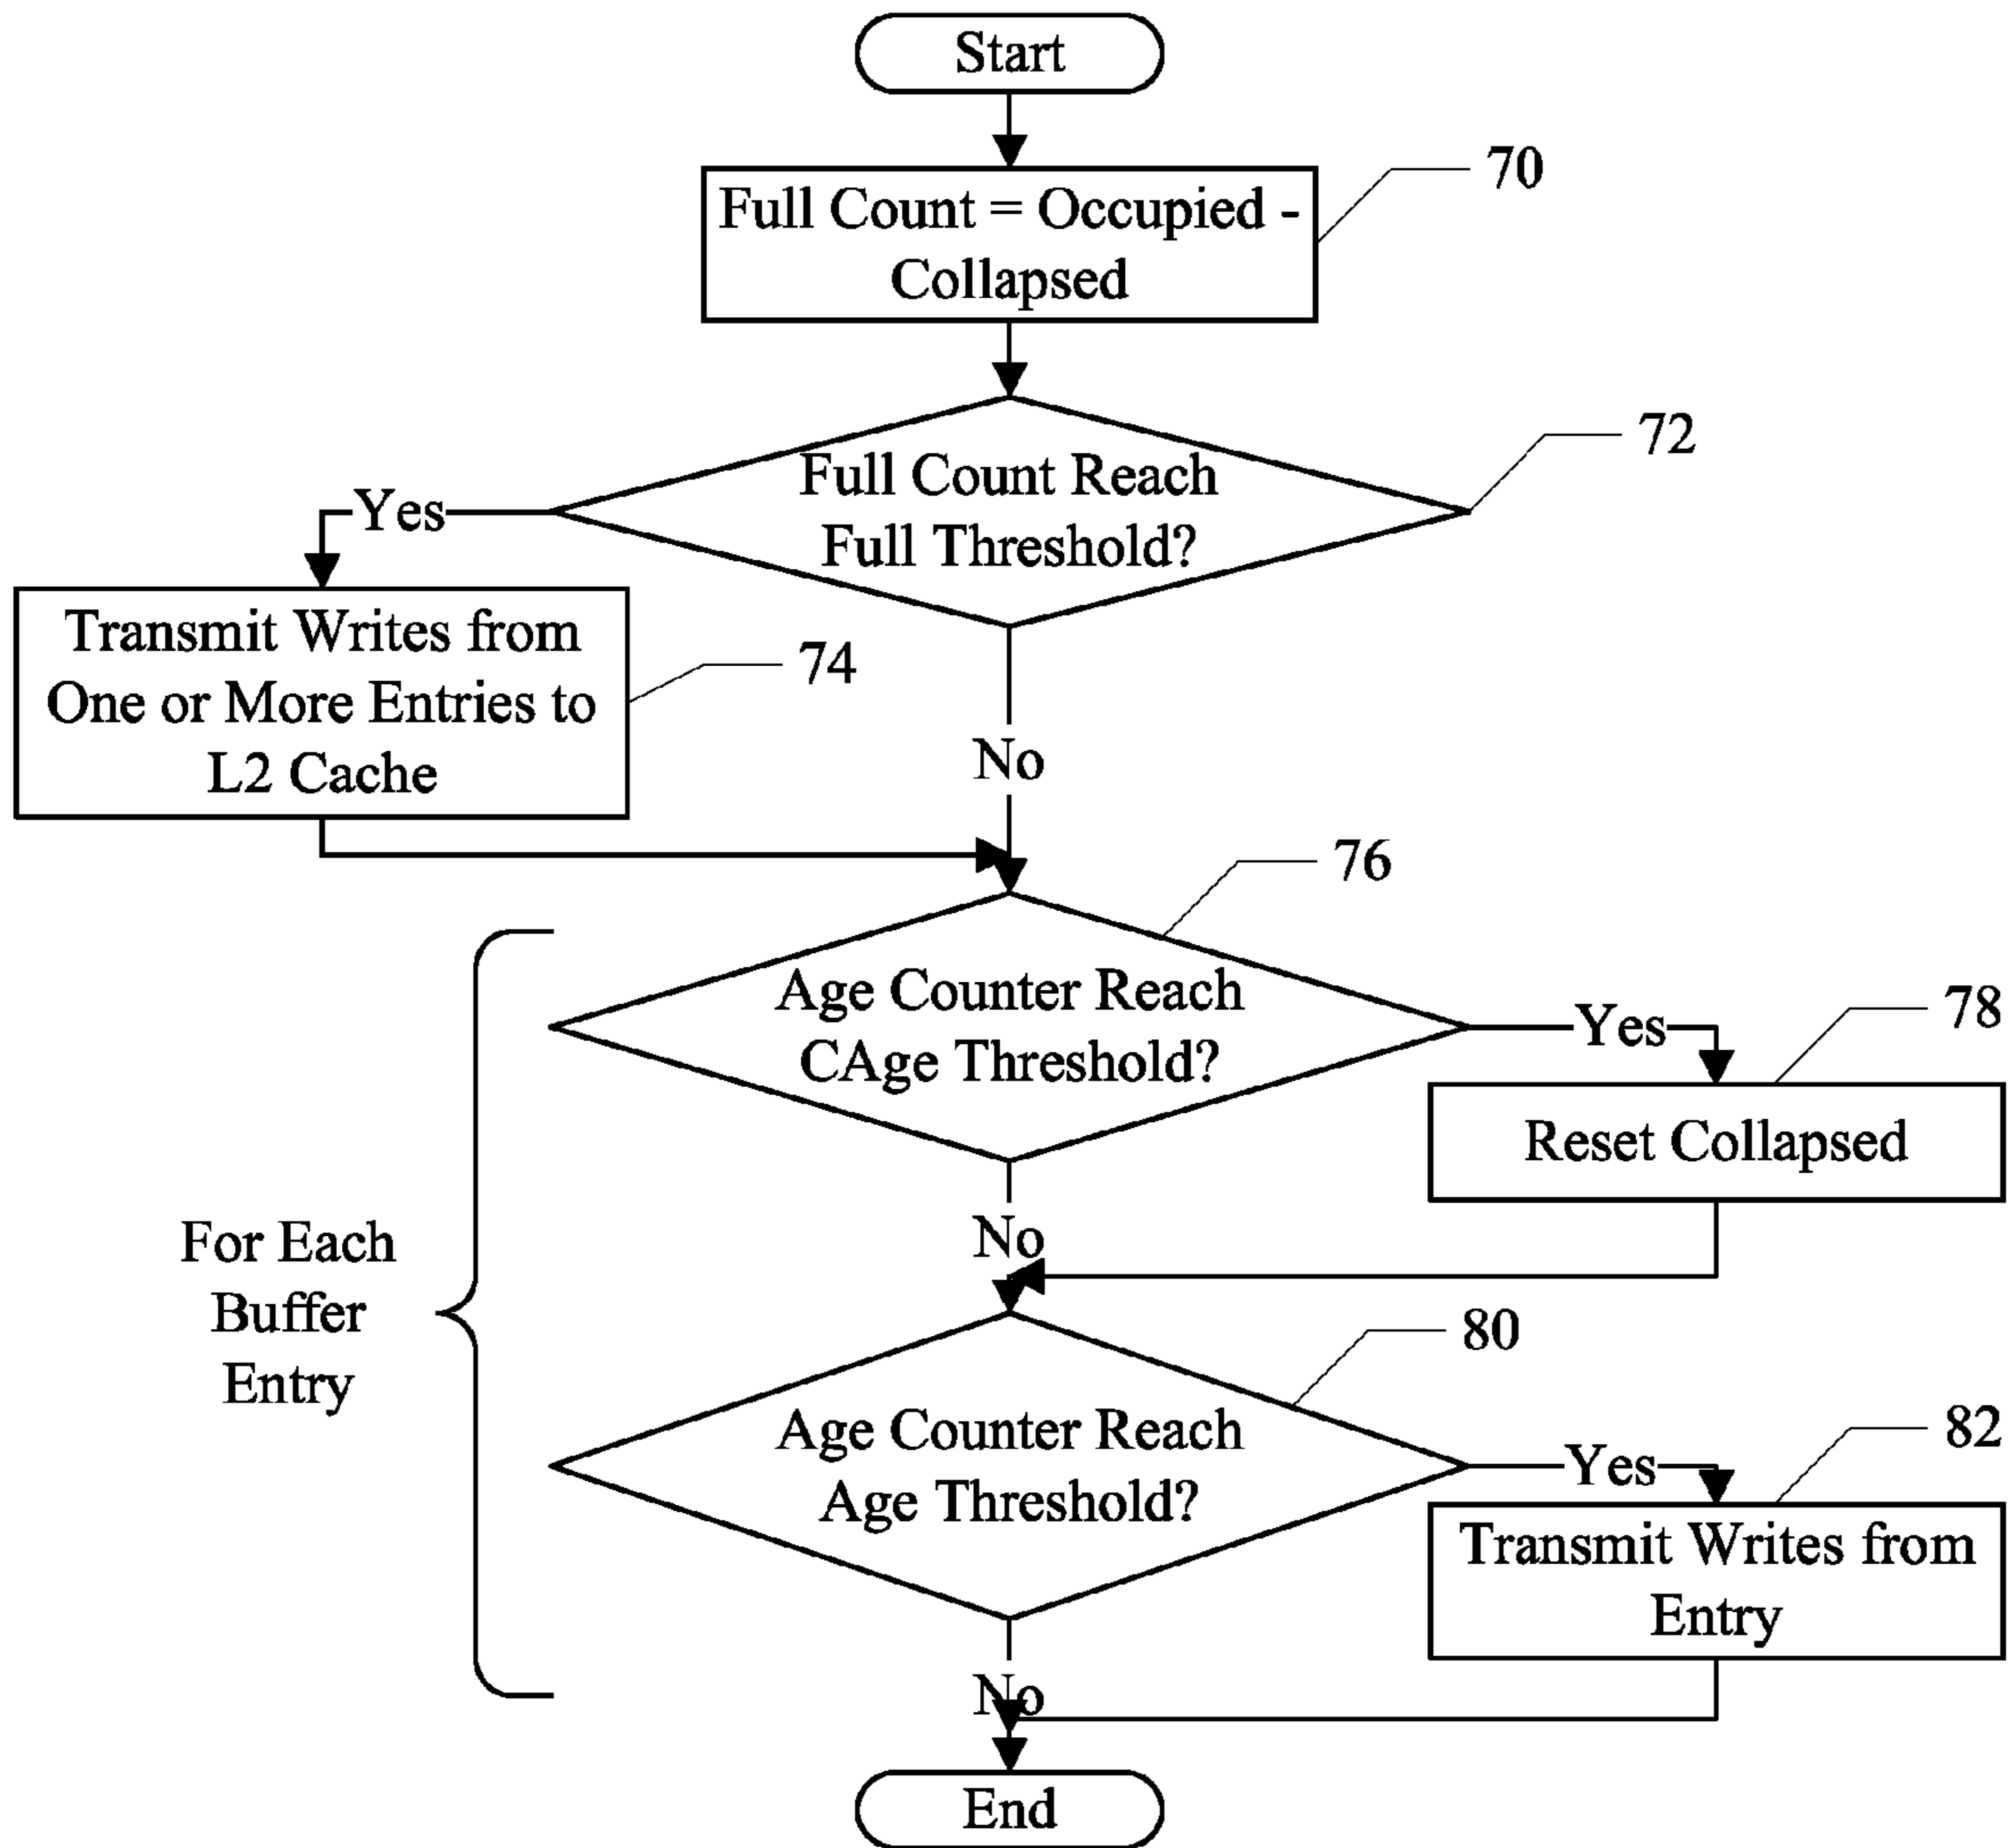 Start
Full Count = Occupied -
Collapsed
70
Full Count Reach
Full Threshold?
72
Yes
Transmit Writes from
One or More Entries to
L2 Cache
74
No
76
Age Counter Reach
CAge Threshold?
Yes
78
Reset Collapsed
No
For Each
Buffer
Entry
80
Age Counter Reach
Age Threshold?
Yes
82
Transmit Writes from
Entry
No
End